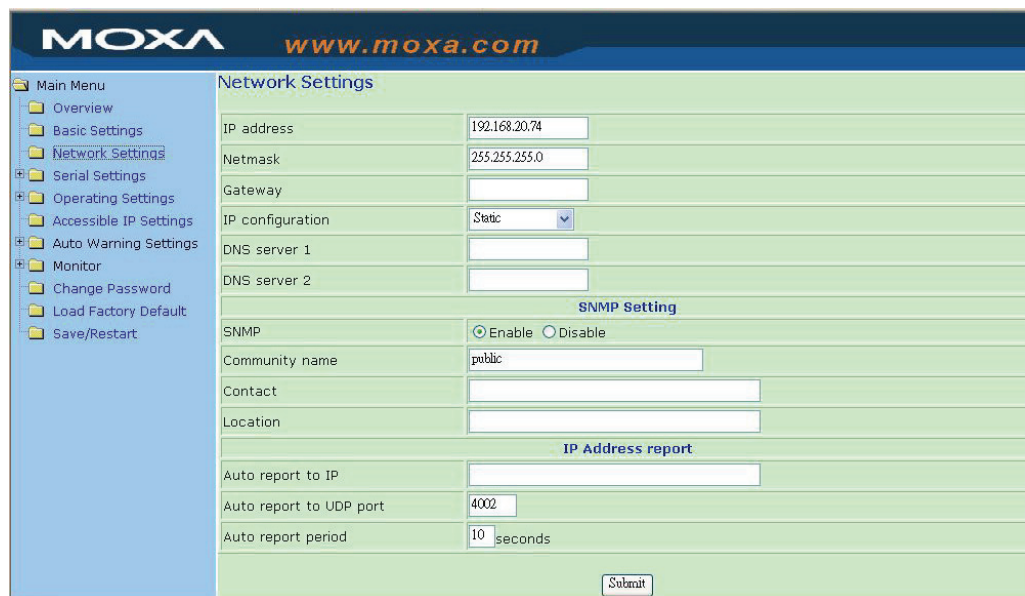 MOXA www.moxa.com
Main Menu
Overview
Basic Settings
Network Settings
Serial Settings
Operating Settings
Accessible IP Settings
Auto Warning Settings
Monitor
Change Password
Load Factory Default
Save/Restart
Network Settings
IP address 192.168.20.74
Netmask 255.255.255.0
Gateway
IP configuration Static
DNS server 1
DNS server 2
SNMP Setting
SNMP Enable Disable
Community name public
Contact
Location
IP Address report
Auto report to IP
Auto report to UDP port 4002
Auto report period 10 seconds
Submit